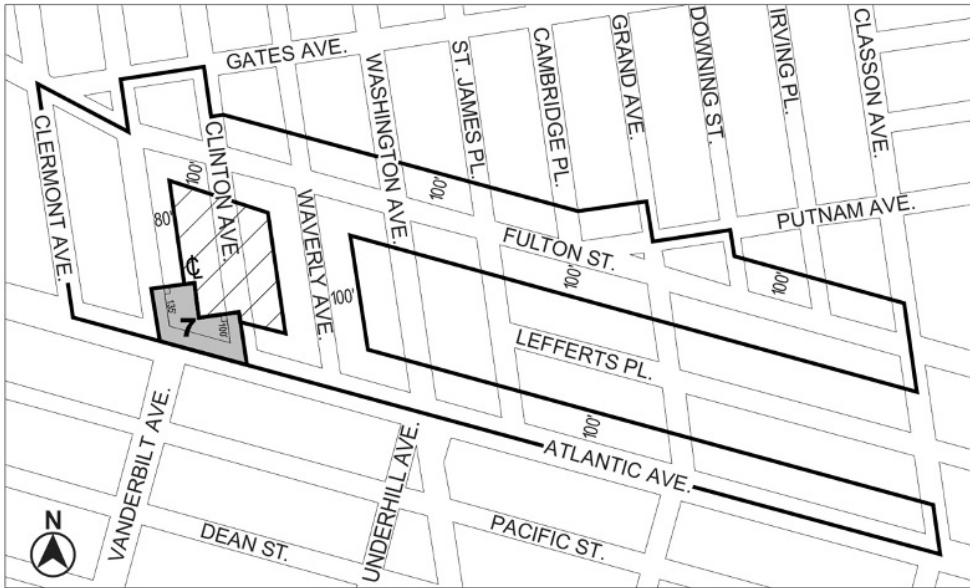 GATES AVE.
CLERMONT AVE.
100'
CLINTON AVE.
80'
WAVERLY AVE.
WASHINGTON AVE.
100'
ST. JAMES PL.
CAMBRIDGE PL.
GRAND AVE.
DOWNING ST.
IRVING PL.
CLASSON AVE.
PUTNAM AVE.
FULTON ST.
100'
100'
100'
℄
135'
100'
7
LEFFERTS PL.
100'
ATLANTIC AVE.
VANDERBILT AVE.
UNDERHILL AVE.
DEAN ST.
PACIFIC ST.
N